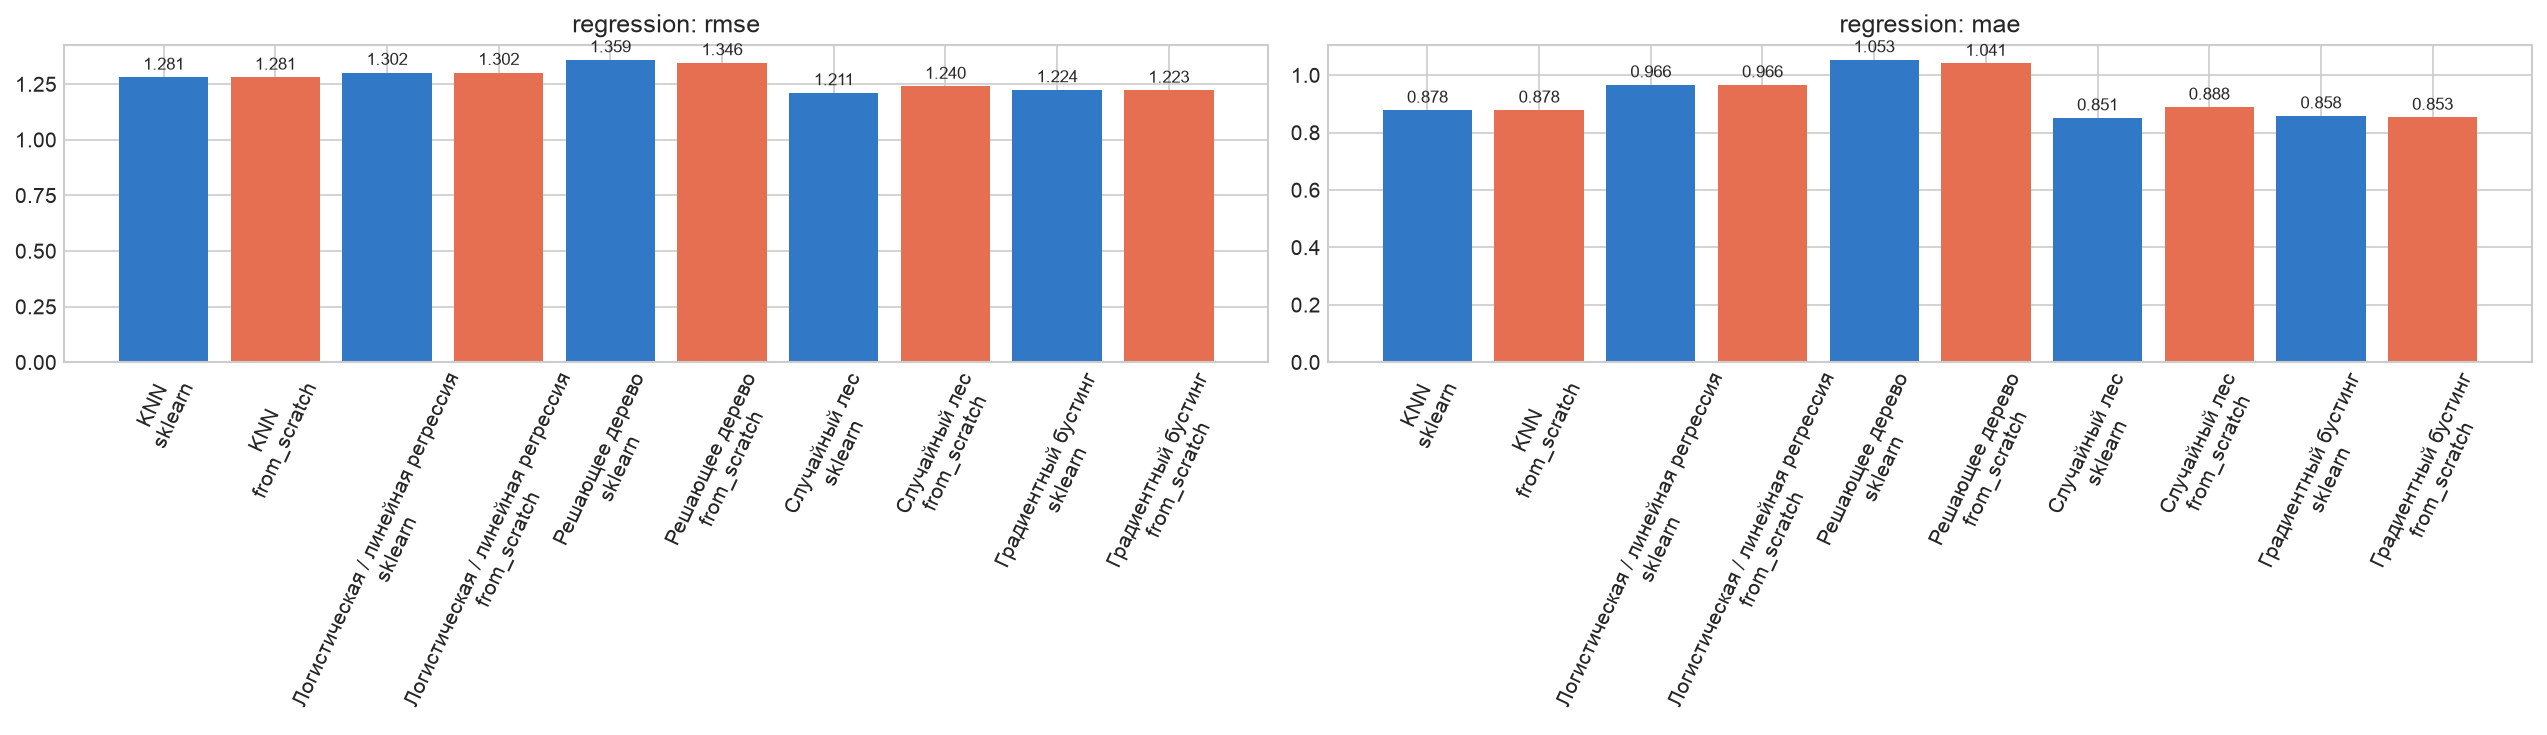 regression: rmse
1.281
1.281
1.302
1.302
1.359
1.346
1.211
1.240
1.224
1.223
1.25
1.00
0.75
0.50
0.25
0.00
KNN
sklearn
KNN
from_scratch
Логистическая / линейная регрессия
sklearn
Логистическая / линейная регрессия
from_scratch
Решающее дерево
sklearn
Решающее дерево
from_scratch
Случайный лес
sklearn
Случайный лес
from_scratch
Градиентный бустинг
sklearn
Градиентный бустинг
from_scratch
regression: mae
0.878
0.878
0.966
0.966
1.053
1.041
0.851
0.888
0.858
0.853
1.0
0.8
0.6
0.4
0.2
0.0
KNN
sklearn
KNN
from_scratch
Логистическая / линейная регрессия
sklearn
Логистическая / линейная регрессия
from_scratch
Решающее дерево
sklearn
Решающее дерево
from_scratch
Случайный лес
sklearn
Случайный лес
from_scratch
Градиентный бустинг
sklearn
Градиентный бустинг
from_scratch